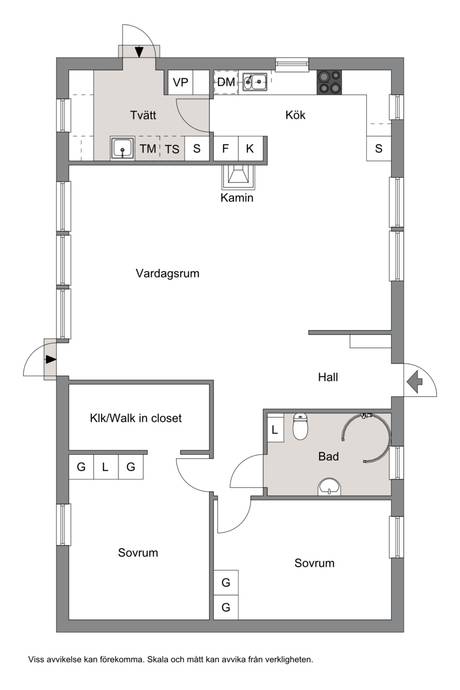 VP
DM
Tvätt
Kök
TM
TS
S
F
K
S
Kamin
Vardagsrum
Hall
Klk/Walk in closet
L
Bad
G
L
G
Sovrum
Sovrum
G
G
Viss avvikelse kan förekomma. Skala och mått kan avvika från verkligheten.